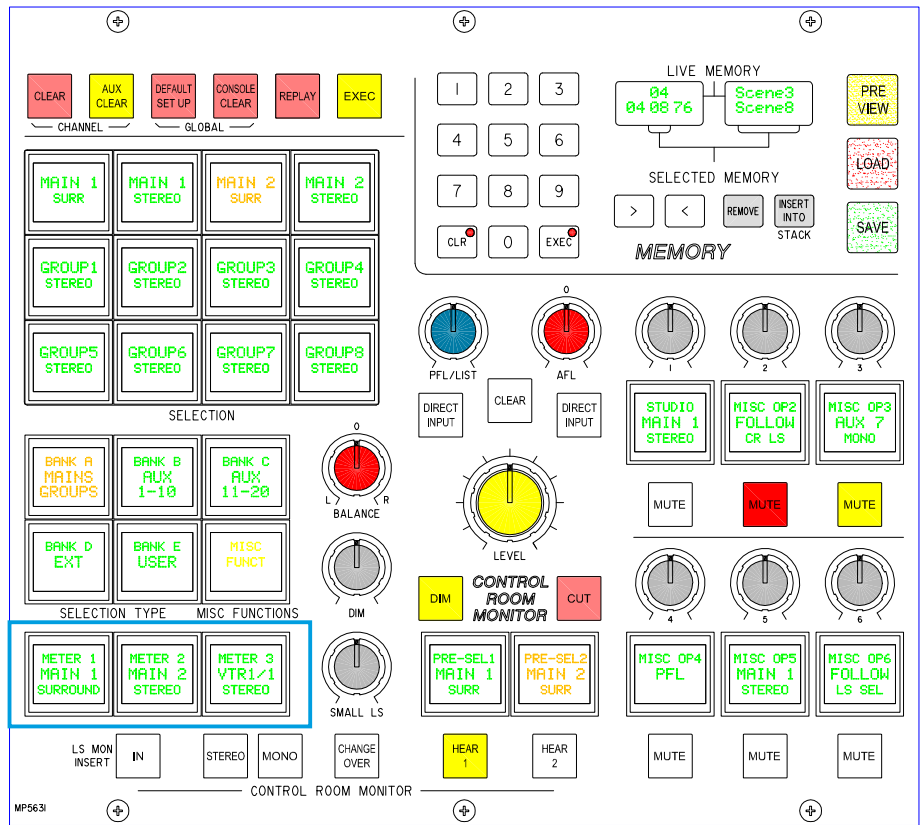 CLEAR
AUX
CLEAR
DEFAULT
SET UP
CONSOLE
CLEAR
REPLAY
EXEC
CHANNEL
GLOBAL
MAIN 1
SURR
MAIN 1
STEREO
MAIN 2
SURR
MAIN 2
STEREO
GROUP1
STEREO
GROUP2
STEREO
GROUP3
STEREO
GROUP4
STEREO
GROUP5
STEREO
GROUP6
STEREO
GROUP7
STEREO
GROUP8
STEREO
SELECTION
1
2
3
4
5
6
7
8
9
CLR
0
EXEC
LIVE MEMORY
04
04 08 76
Scene3
Scene8
SELECTED MEMORY
>
<
REMOVE
INSERT
INTO
STACK
MEMORY
PRE
VIEW
LOAD
SAVE
BANK A
MAINS
GROUPS
BANK B
AUX
1-10
BANK C
AUX
11-20
BANK D
EXT
BANK E
USER
MISC
FUNCT
SELECTION TYPE
MISC FUNCTIONS
0
L
R
BALANCE
DIM
SMALL LS
PFL/LIST
0
AFL
DIRECT
INPUT
CLEAR
DIRECT
INPUT
LEVEL
DIM
CONTROL
ROOM
MONITOR
CUT
1
2
3
STUDIO
MAIN 1
STEREO
MISC OP2
FOLLOW
CR LS
MISC OP3
AUX 7
MONO
MUTE
MUTE
MUTE
4
5
6
METER 1
MAIN 1
SURROUND
METER 2
MAIN 2
STEREO
METER 3
VTR1/1
STEREO
PRE-SEL1
MAIN 1
SURR
PRE-SEL2
MAIN 2
SURR
MISC OP4
PFL
MISC OP5
MAIN 1
STEREO
MISC OP6
FOLLOW
LS SEL
LS MON
INSERT
IN
STEREO
MONO
CHANGE
OVER
HEAR
1
HEAR
2
MUTE
MUTE
MUTE
CONTROL ROOM MONITOR
MP563I